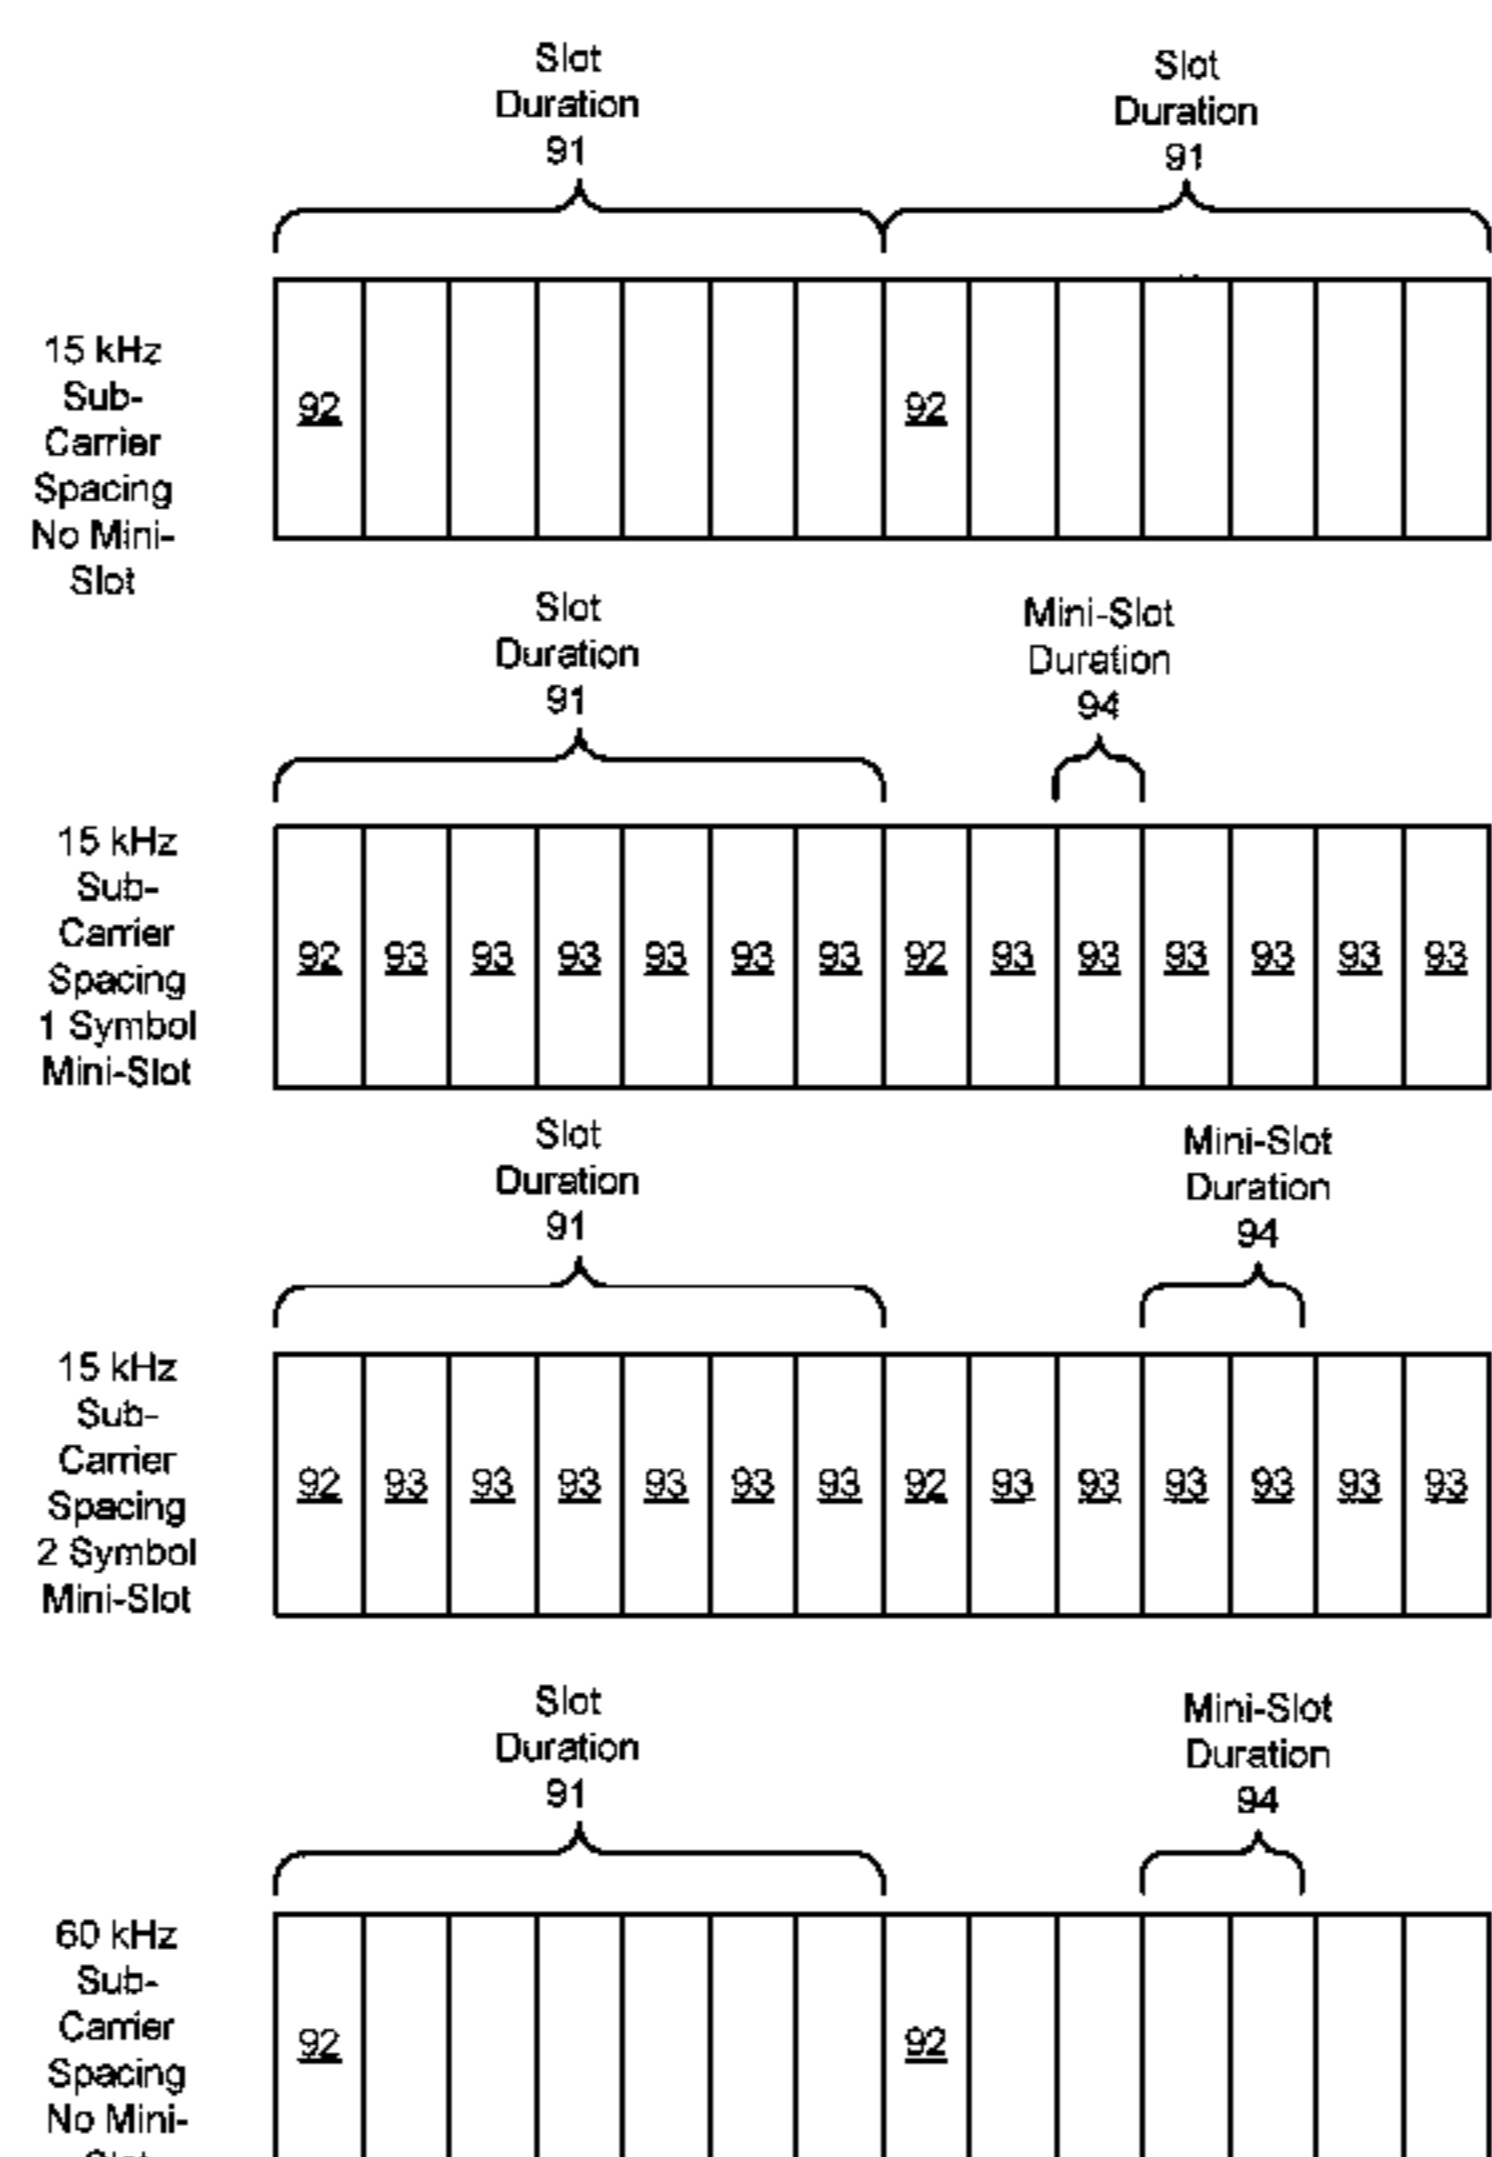 Slot
Duration
91
Slot
Duration
91
15 kHz
Sub-
Carrier
Spacing
No Mini-
Slot
92 92
Slot
Duration
91
Mini-Slot
Duration
94
15 kHz
Sub-
Carrier
Spacing
1 Symbol
Mini-Slot
92 93 93 93 93 93 93 92 93 93 93 93 93 93
Slot
Duration
91
Mini-Slot
Duration
94
15 kHz
Sub-
Carrier
Spacing
2 Symbol
Mini-Slot
92 93 93 93 93 93 93 92 93 93 93 93 93 93
Slot
Duration
91
Mini-Slot
Duration
94
60 kHz
Sub-
Carrier
Spacing
No Mini-
92 92